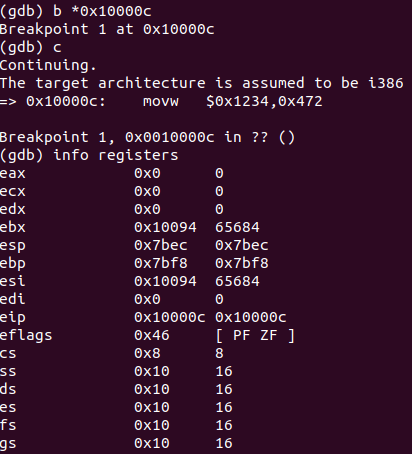 (gdb) b *0x10000c
Breakpoint 1 at 0x10000c
(gdb) c
Continuing.
The target architecture is assumed to be i386
=> 0x10000c:    movw   $0x1234,0x472

Breakpoint 1, 0x0010000c in ?? ()
(gdb) info registers
eax            0x0      0
ecx            0x0      0
edx            0x0      0
ebx            0x10094  65684
esp            0x7bec   0x7bec
ebp            0x7bf8   0x7bf8
esi            0x10094  65684
edi            0x0      0
eip            0x10000c 0x10000c
eflags         0x46     [ PF ZF ]
cs             0x8      8
ss             0x10     16
ds             0x10     16
es             0x10     16
fs             0x10     16
gs             0x10     16